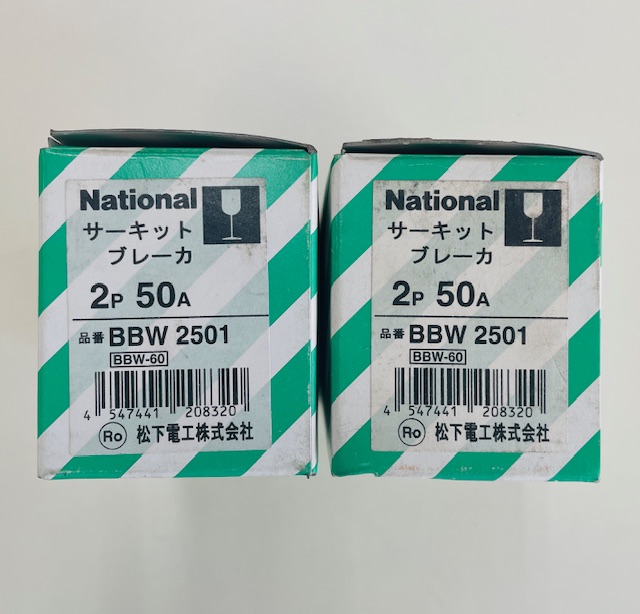 National
サーキット
ブレーカ
2P 50A
品番 BBW 2501
BBW-60
4 547441 208320
Ro 松下電工株式会社
National
サーキット
ブレーカ
2P 50A
品番 BBW 2501
BBW-60
4 547441 208320
Ro 松下電工株式会社